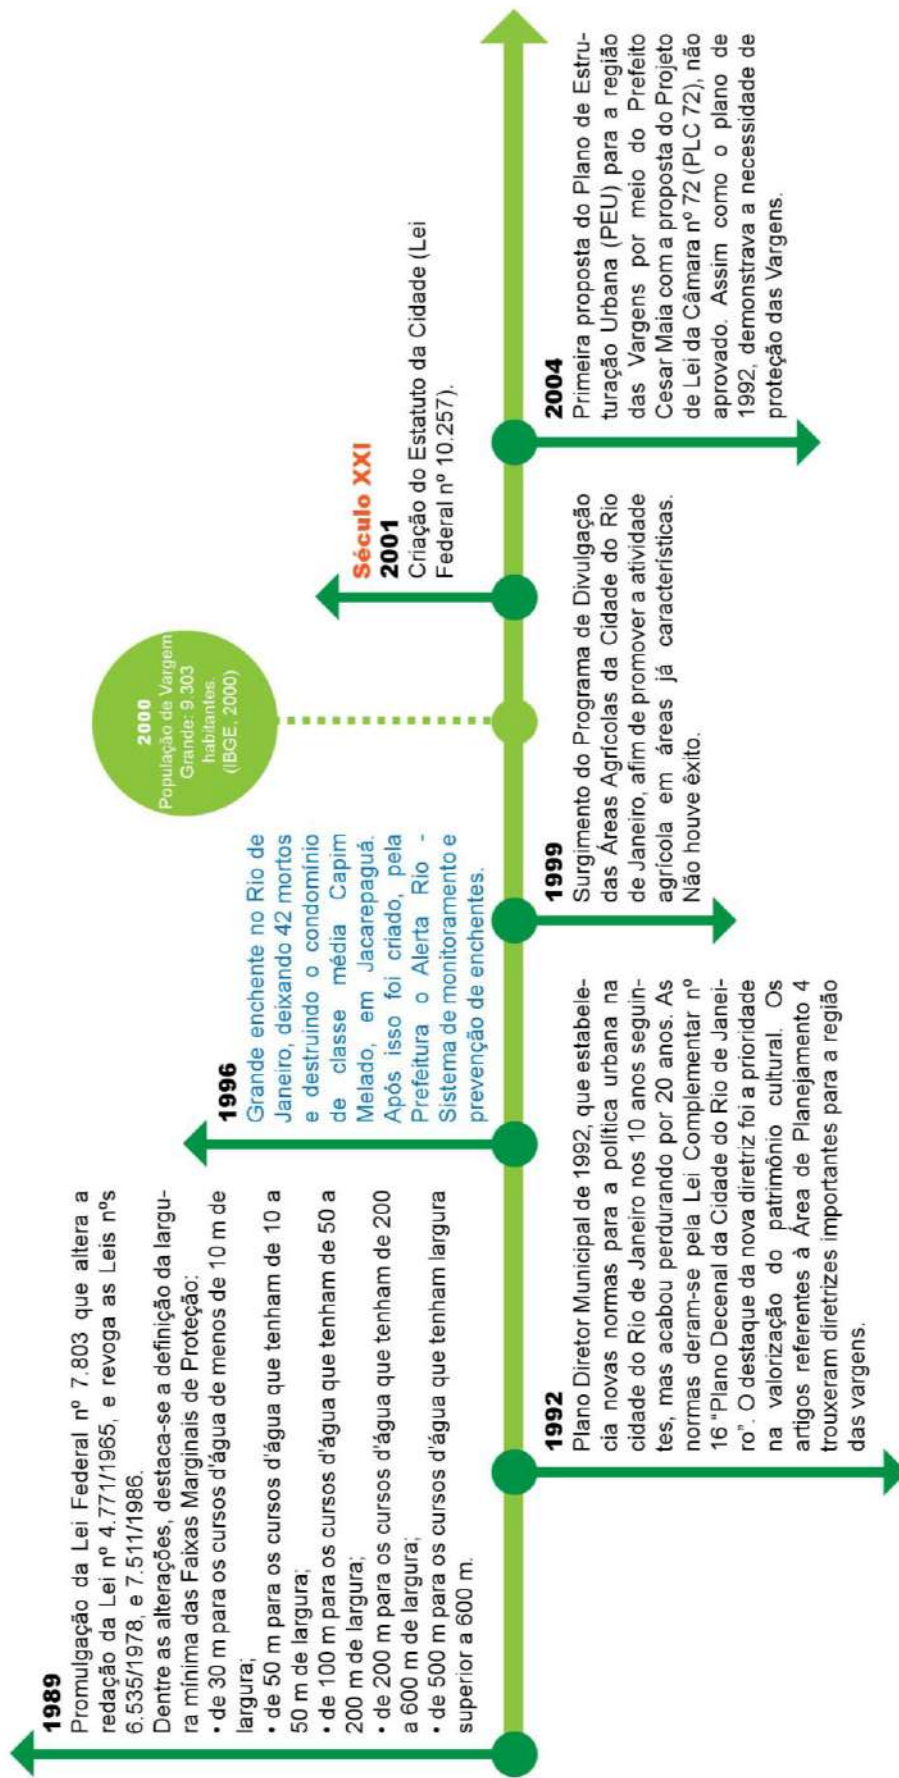 1989
Promulgação da Lei Federal nº 7.803 que altera a
redação da Lei nº 4.771/1965, e revoga as Leis nºs
6.535/1978, e 7.511/1986.
Dentre as alterações, destaca-se a definição da largu-
ra mínima das Faixas Marginais de Proteção:
• de 30 m para os cursos d'água de menos de 10 m de
largura;
• de 50 m para os cursos d'água que tenham de 10 a
50 m de largura;
• de 100 m para os cursos d'água que tenham de 50 a
200 m de largura;
• de 200 m para os cursos d'água que tenham de 200
a 600 m de largura;
• de 500 m para os cursos d'água que tenham largura
superior a 600 m.
1992
Plano Diretor Municipal de 1992, que estabele-
cia novas normas para a política urbana na
cidade do Rio de Janeiro nos 10 anos seguin-
tes, mas acabou perdurando por 20 anos. As
normas deram-se pela Lei Complementar nº
16 “Plano Decenal da Cidade do Rio de Janei-
ro”. O destaque da nova diretriz foi a prioridade
na valorização do patrimônio cultural. Os
artigos referentes à Área de Planejamento 4
trouxeram diretrizes importantes para a região
das vargens.
1996
Grande enchente no Rio de
Janeiro, deixando 42 mortos
e destruindo o condomínio
de classe média Capim
Melado, em Jacarepaguá.
Após isso foi criado, pela
Prefeitura o Alerta Rio -
Sistema de monitoramento e
prevenção de enchentes.
1999
Surgimento do Programa de Divulgação
das Áreas Agrícolas da Cidade do Rio
de Janeiro, afim de promover a atividade
agrícola em áreas já características.
Não houve êxito.
2000
População de Vargem
Grande: 9.303
habitantes
(IBGE, 2000)
Século XXI
2001
Criação do Estatuto da Cidade (Lei
Federal nº 10.257).
2004
Primeira proposta do Plano de Estru-
turação Urbana (PEU) para a região
das Vargens por meio do Prefeito
Cesar Maia com a proposta do Projeto
de Lei da Câmara nº 72 (PLC 72), não
aprovado. Assim como o plano de
1992, demonstrava a necessidade de
proteção das Vargens.